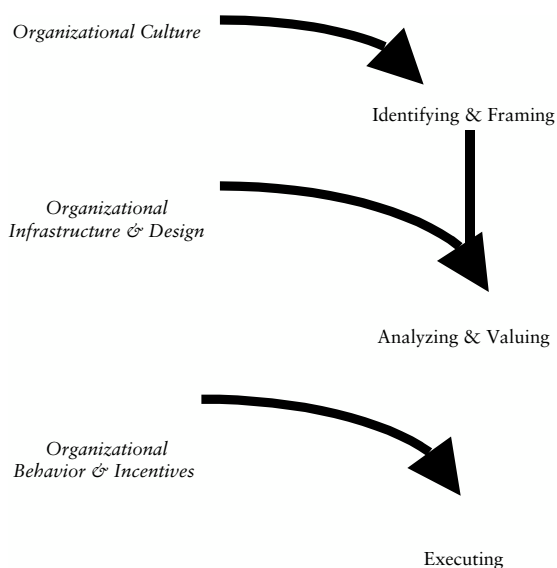 Organizational Culture
Identifying & Framing
Organizational
Infrastructure & Design
Analyzing & Valuing
Organizational
Behavior & Incentives
Executing